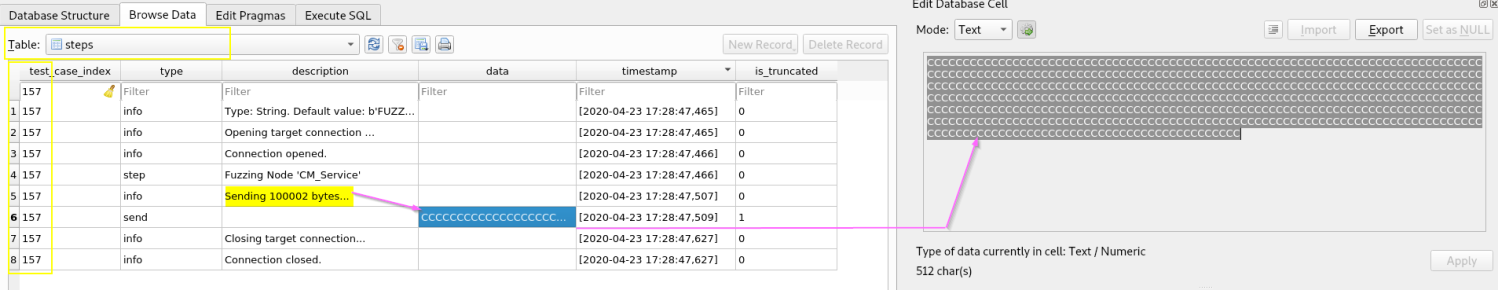 Database Structure Browse Data Edit Pragmas Execute SQL
Table: steps New Record Delete Record
test_case_index type description data timestamp is_truncated
157 Filter Filter Filter Filter Filter
1 157 info Type: String. Default value: b'FUZZ... [2020-04-23 17:28:47,465] 0
2 157 info Opening target connection ... [2020-04-23 17:28:47,465] 0
3 157 info Connection opened. [2020-04-23 17:28:47,466] 0
4 157 step Fuzzing Node 'CM_Service' [2020-04-23 17:28:47,466] 0
5 157 info Sending 100002 bytes... [2020-04-23 17:28:47,507] 0
6 157 send CCCCCCCCCCCCCCCCCCC... [2020-04-23 17:28:47,509] 1
7 157 info Closing target connection... [2020-04-23 17:28:47,627] 0
8 157 info Connection closed. [2020-04-23 17:28:47,627] 0
Edit Database Cell
Mode: Text Import Export Set as NULL
CCCCCCCCCCCCCCCCCCCCCCCCCCCCCCCCCCCCCCCCCCCCCCCCCCCCCCCCCCCCCCCCCCCCCCCCCCCCCC
CCCCCCCCCCCCCCCCCCCCCCCCCCCCCCCCCCCCCCCCCCCCCCCCCCCCCCCCCCCCCCCCCCCCCCCCCCCCCC
CCCCCCCCCCCCCCCCCCCCCCCCCCCCCCCCCCCCCCCCCCCCCCCCCCCCCCCCCCCCCCCCCCCCCCCCCCCCCC
CCCCCCCCCCCCCCCCCCCCCCCCCCCCCCCCCCCCCCCCCCCCCCCCCCCCCCCCCCCCCCCCCCCCCCCCCCCCCC
CCCCCCCCCCCCCCCCCCCCCCCCCCCCCCCCCCCCCCCCCCCCCCCCCCCCCCCCCCCCCCCCCCCCCCCCCCCCCC
CCCCCCCCCCCCCCCCCCCCCCCCCCCCCCCCCCCCCCCCCCCCCCCCCCCCCCCCCCCCCCCCCCCCCCCCCCCCCC
CCCCCCCCCCCCCCCCCCCCCCCCCCCCCCCCCCCCCCCCCCCC
Type of data currently in cell: Text / Numeric
512 char(s)
Apply